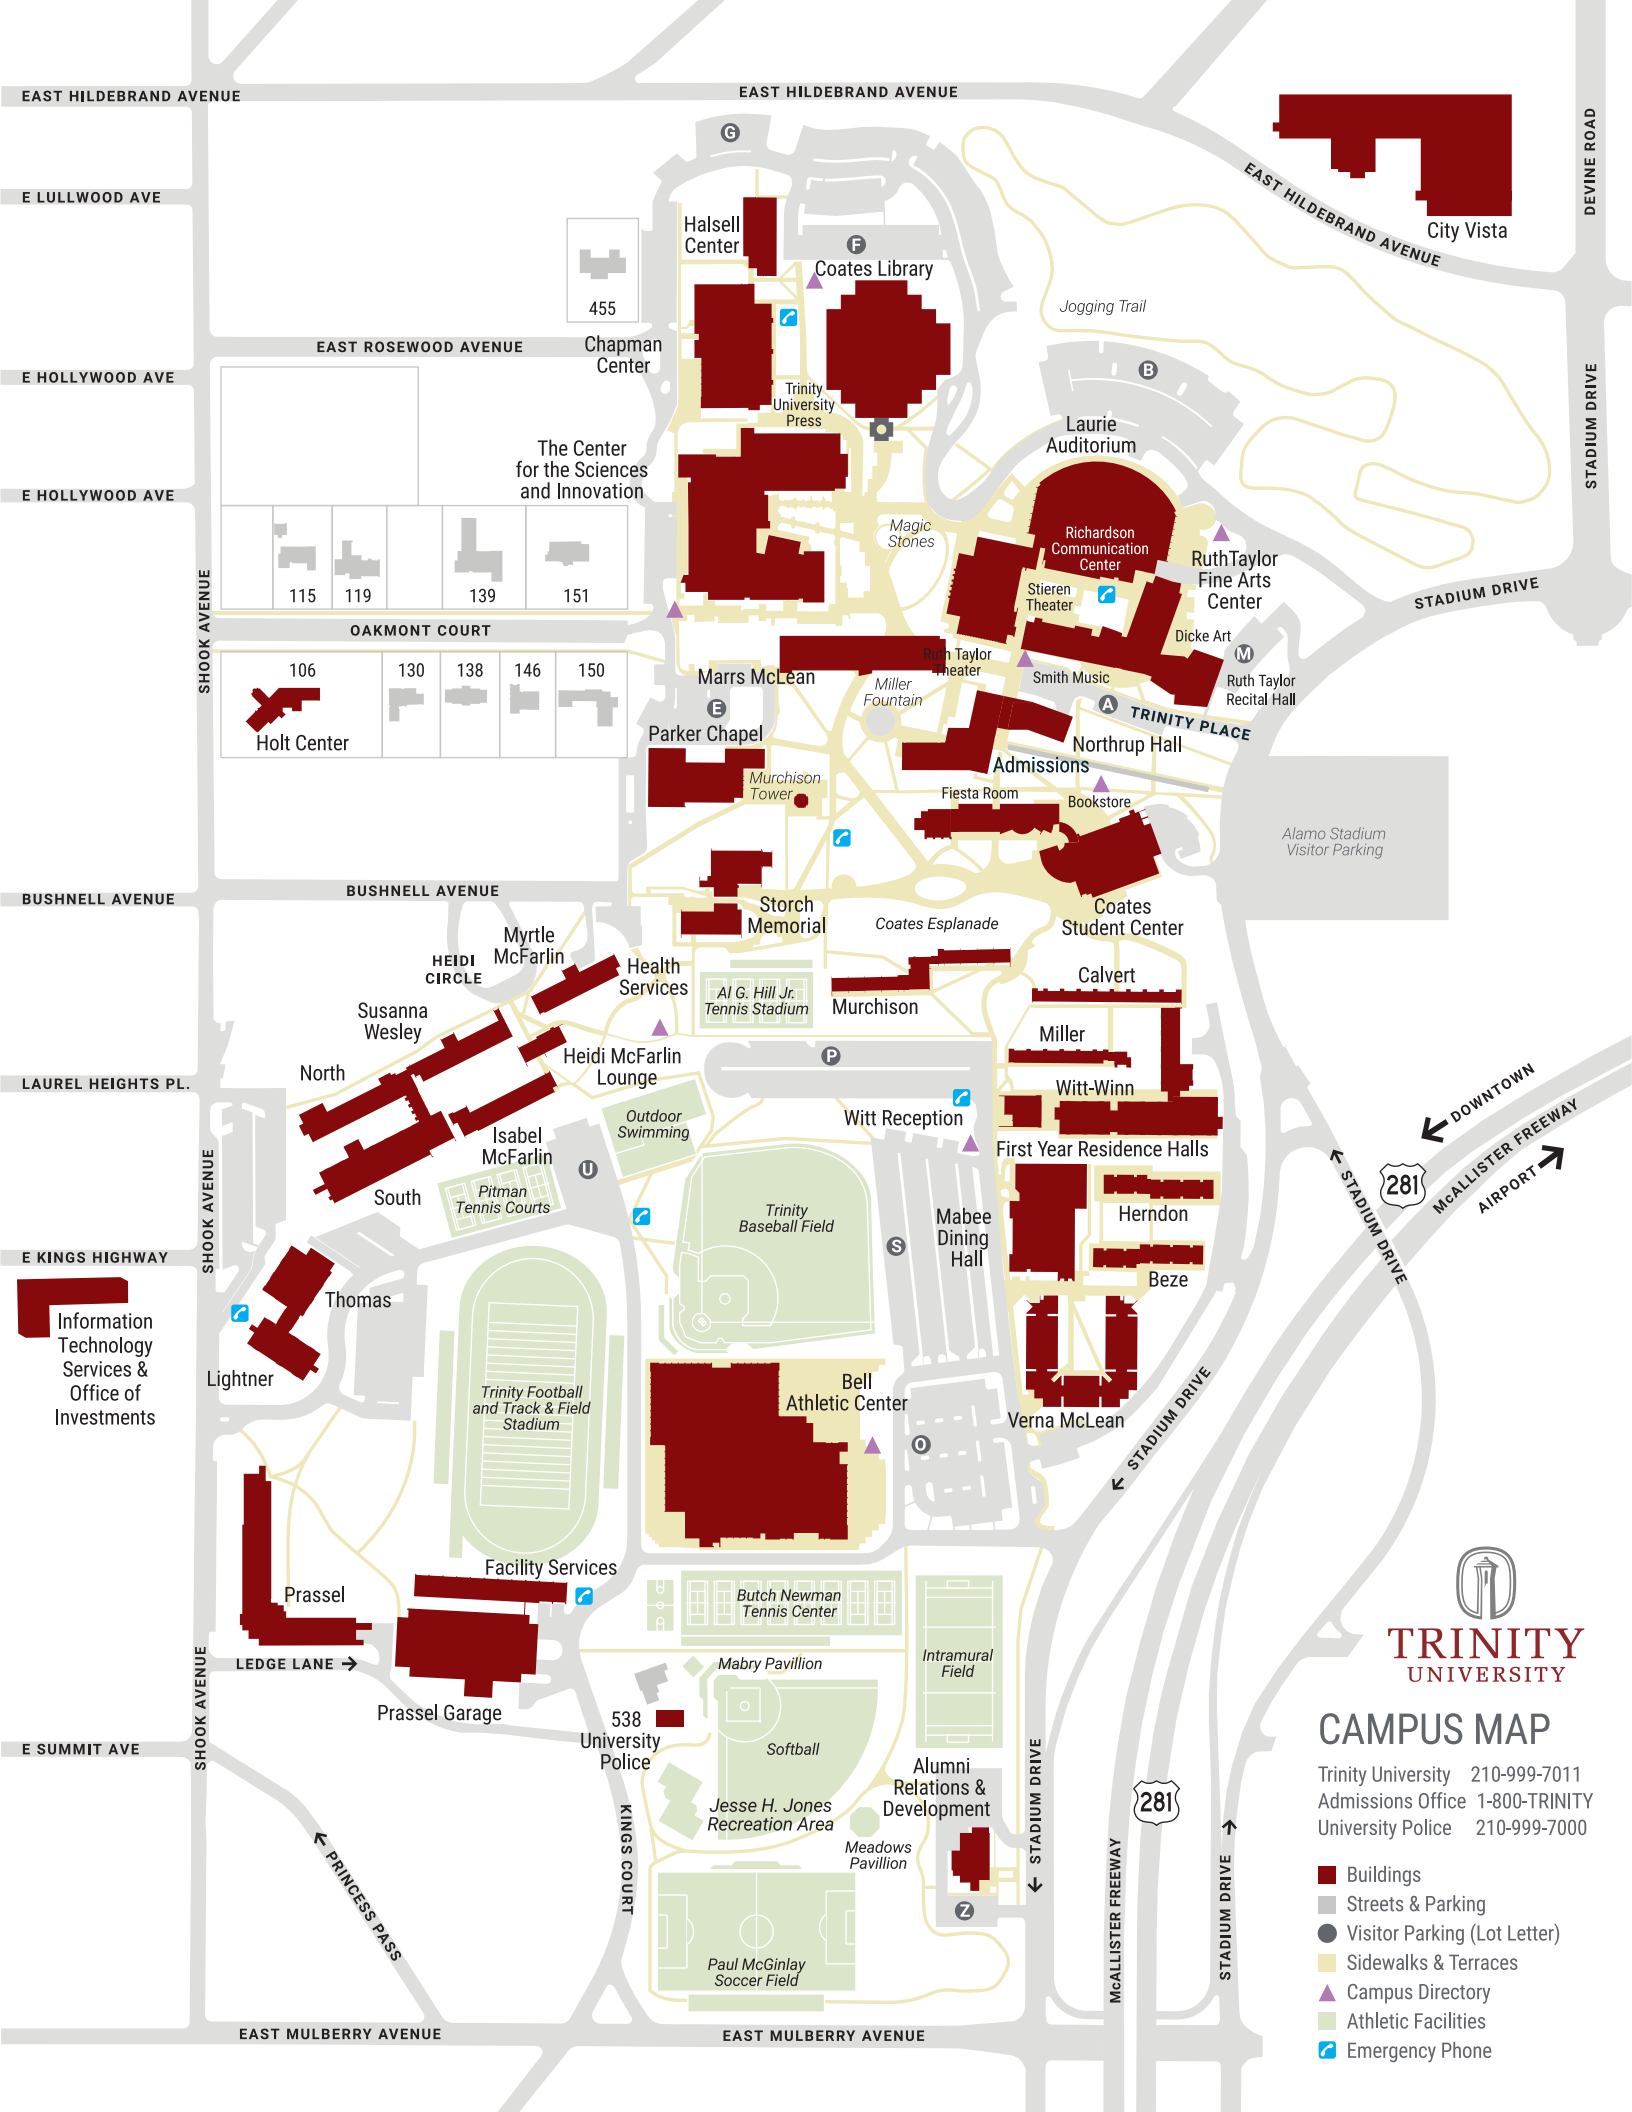 EAST HILDEBRAND AVENUE
EAST HILDEBRAND AVENUE
DEVINE ROAD
G
EAST HILDEBRAND AVENUE
E LULLWOOD AVE
City Vista
Halsell
Center
F
Coates Library
455
Jogging Trail
EAST ROSEWOOD AVENUE
Chapman
Center
E HOLLYWOOD AVE
B
STADIUM DRIVE
Trinity
University
Press
Laurie
Auditorium
The Center
for the Sciences
and Innovation
E HOLLYWOOD AVE
Magic
Stones
Richardson
Communication
Center
RuthTaylor
Fine Arts
Center
Stieren
Theater
115
119
139
151
STADIUM DRIVE
SHOOK AVENUE
OAKMONT COURT
Dicke Art
M
106
130
138
146
150
Ruth Taylor
Theater
Marrs McLean
Smith Music
Ruth Taylor
Recital Hall
Miller
Fountain
E
A
TRINITY PLACE
Holt Center
Parker Chapel
Northrup Hall
Admissions
Murchison
Tower
Fiesta Room
Bookstore
Alamo Stadium
Visitor Parking
BUSHNELL AVENUE
BUSHNELL AVENUE
Storch
Memorial
Coates
Student Center
Coates Esplanade
Myrtle
McFarlin
HEIDI
CIRCLE
Health
Services
Calvert
Al G. Hill Jr.
Tennis Stadium
Murchison
Susanna
Wesley
Miller
Heidi McFarlin
Lounge
P
North
LAUREL HEIGHTS PL.
Witt-Winn
DOWNTOWN
Outdoor
Swimming
Witt Reception
McALLISTER FREEWAY
Isabel
McFarlin
First Year Residence Halls
AIRPORT
U
281
South
Pitman
Tennis Courts
STADIUM DRIVE
Trinity
Baseball Field
Herndon
SHOOK AVENUE
S
Mabee
Dining
Hall
E KINGS HIGHWAY
Beze
Thomas
Information
Technology
Services &
Office of
Investments
Lightner
Trinity Football
and Track & Field
Stadium
Bell
Athletic Center
Verna McLean
STADIUM DRIVE
O
Facility Services
Prassel
Butch Newman
Tennis Center
TRINITY
UNIVERSITY
Intramural
Field
Mabry Pavillion
SHOOK AVENUE
LEDGE LANE
Prassel Garage
538
University
Police
E SUMMIT AVE
Softball
CAMPUS MAP
Alumni
Relations &
Development
Trinity University 210-999-7011
Admissions Office 1-800-TRINITY
University Police 210-999-7000
281
Jesse H. Jones
Recreation Area
STADIUM DRIVE
KINGS COURT
Meadows
Pavillion
PRINCESS PASS
Z
McALLISTER FREEWAY
STADIUM DRIVE
Paul McGinlay
Soccer Field
Buildings
Streets & Parking
Visitor Parking (Lot Letter)
Sidewalks & Terraces
Campus Directory
Athletic Facilities
Emergency Phone
EAST MULBERRY AVENUE
EAST MULBERRY AVENUE